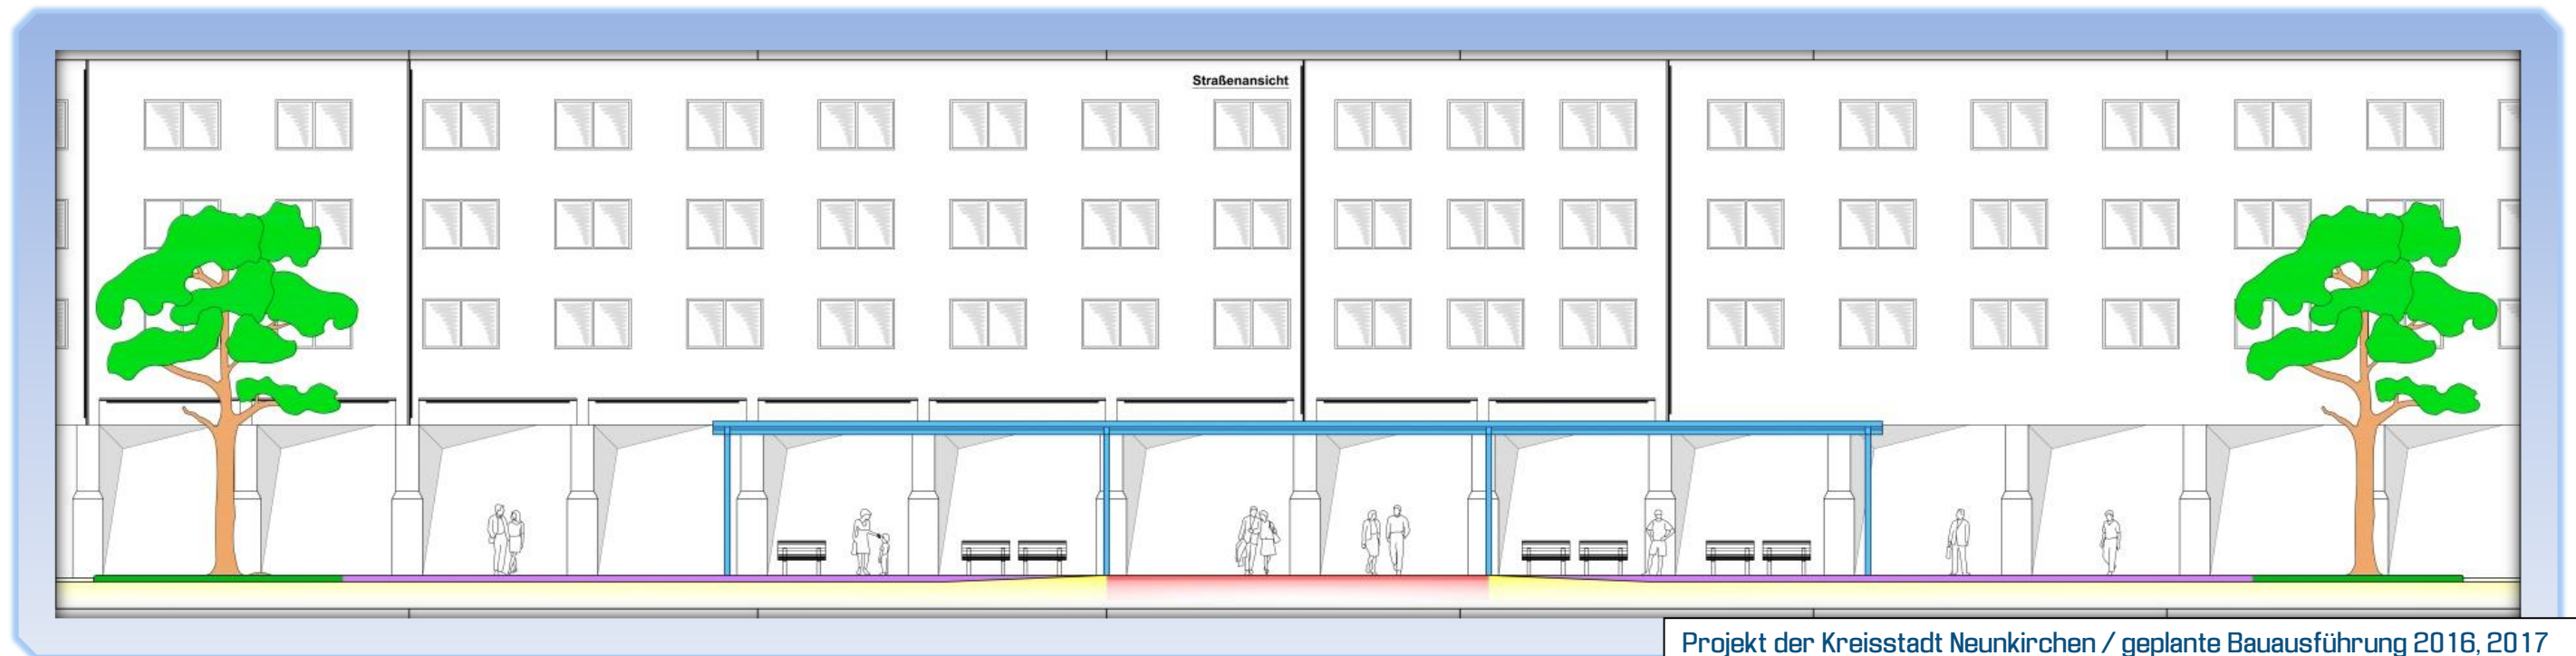 Straßenansicht
Projekt der Kreisstadt Neunkirchen / geplante Bauausführung 2016, 2017